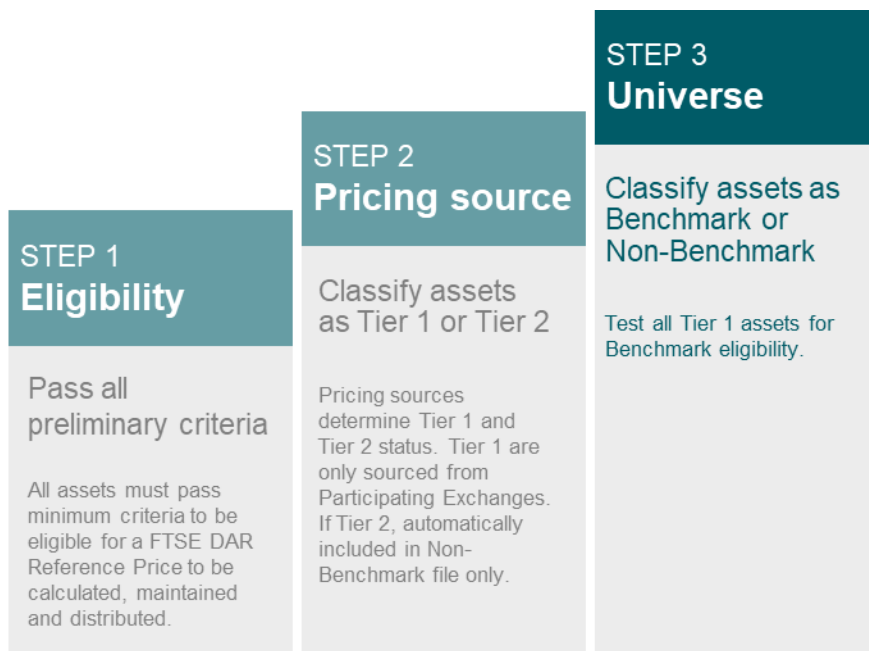 STEP 1
Eligibility
Pass all
preliminary criteria
All assets must pass
minimum criteria to be
eligible for a FTSE DAR
Reference Price to be
calculated, maintained
and distributed.
STEP 2
Pricing source
Classify assets
as Tier 1 or Tier 2
Pricing sources
determine Tier 1 and
Tier 2 status. Tier 1 are
only sourced from
Participating Exchanges.
If Tier 2, automatically
included in Non-
Benchmark file only.
STEP 3
Universe
Classify assets as
Benchmark or
Non-Benchmark
Test all Tier 1 assets for
Benchmark eligibility.